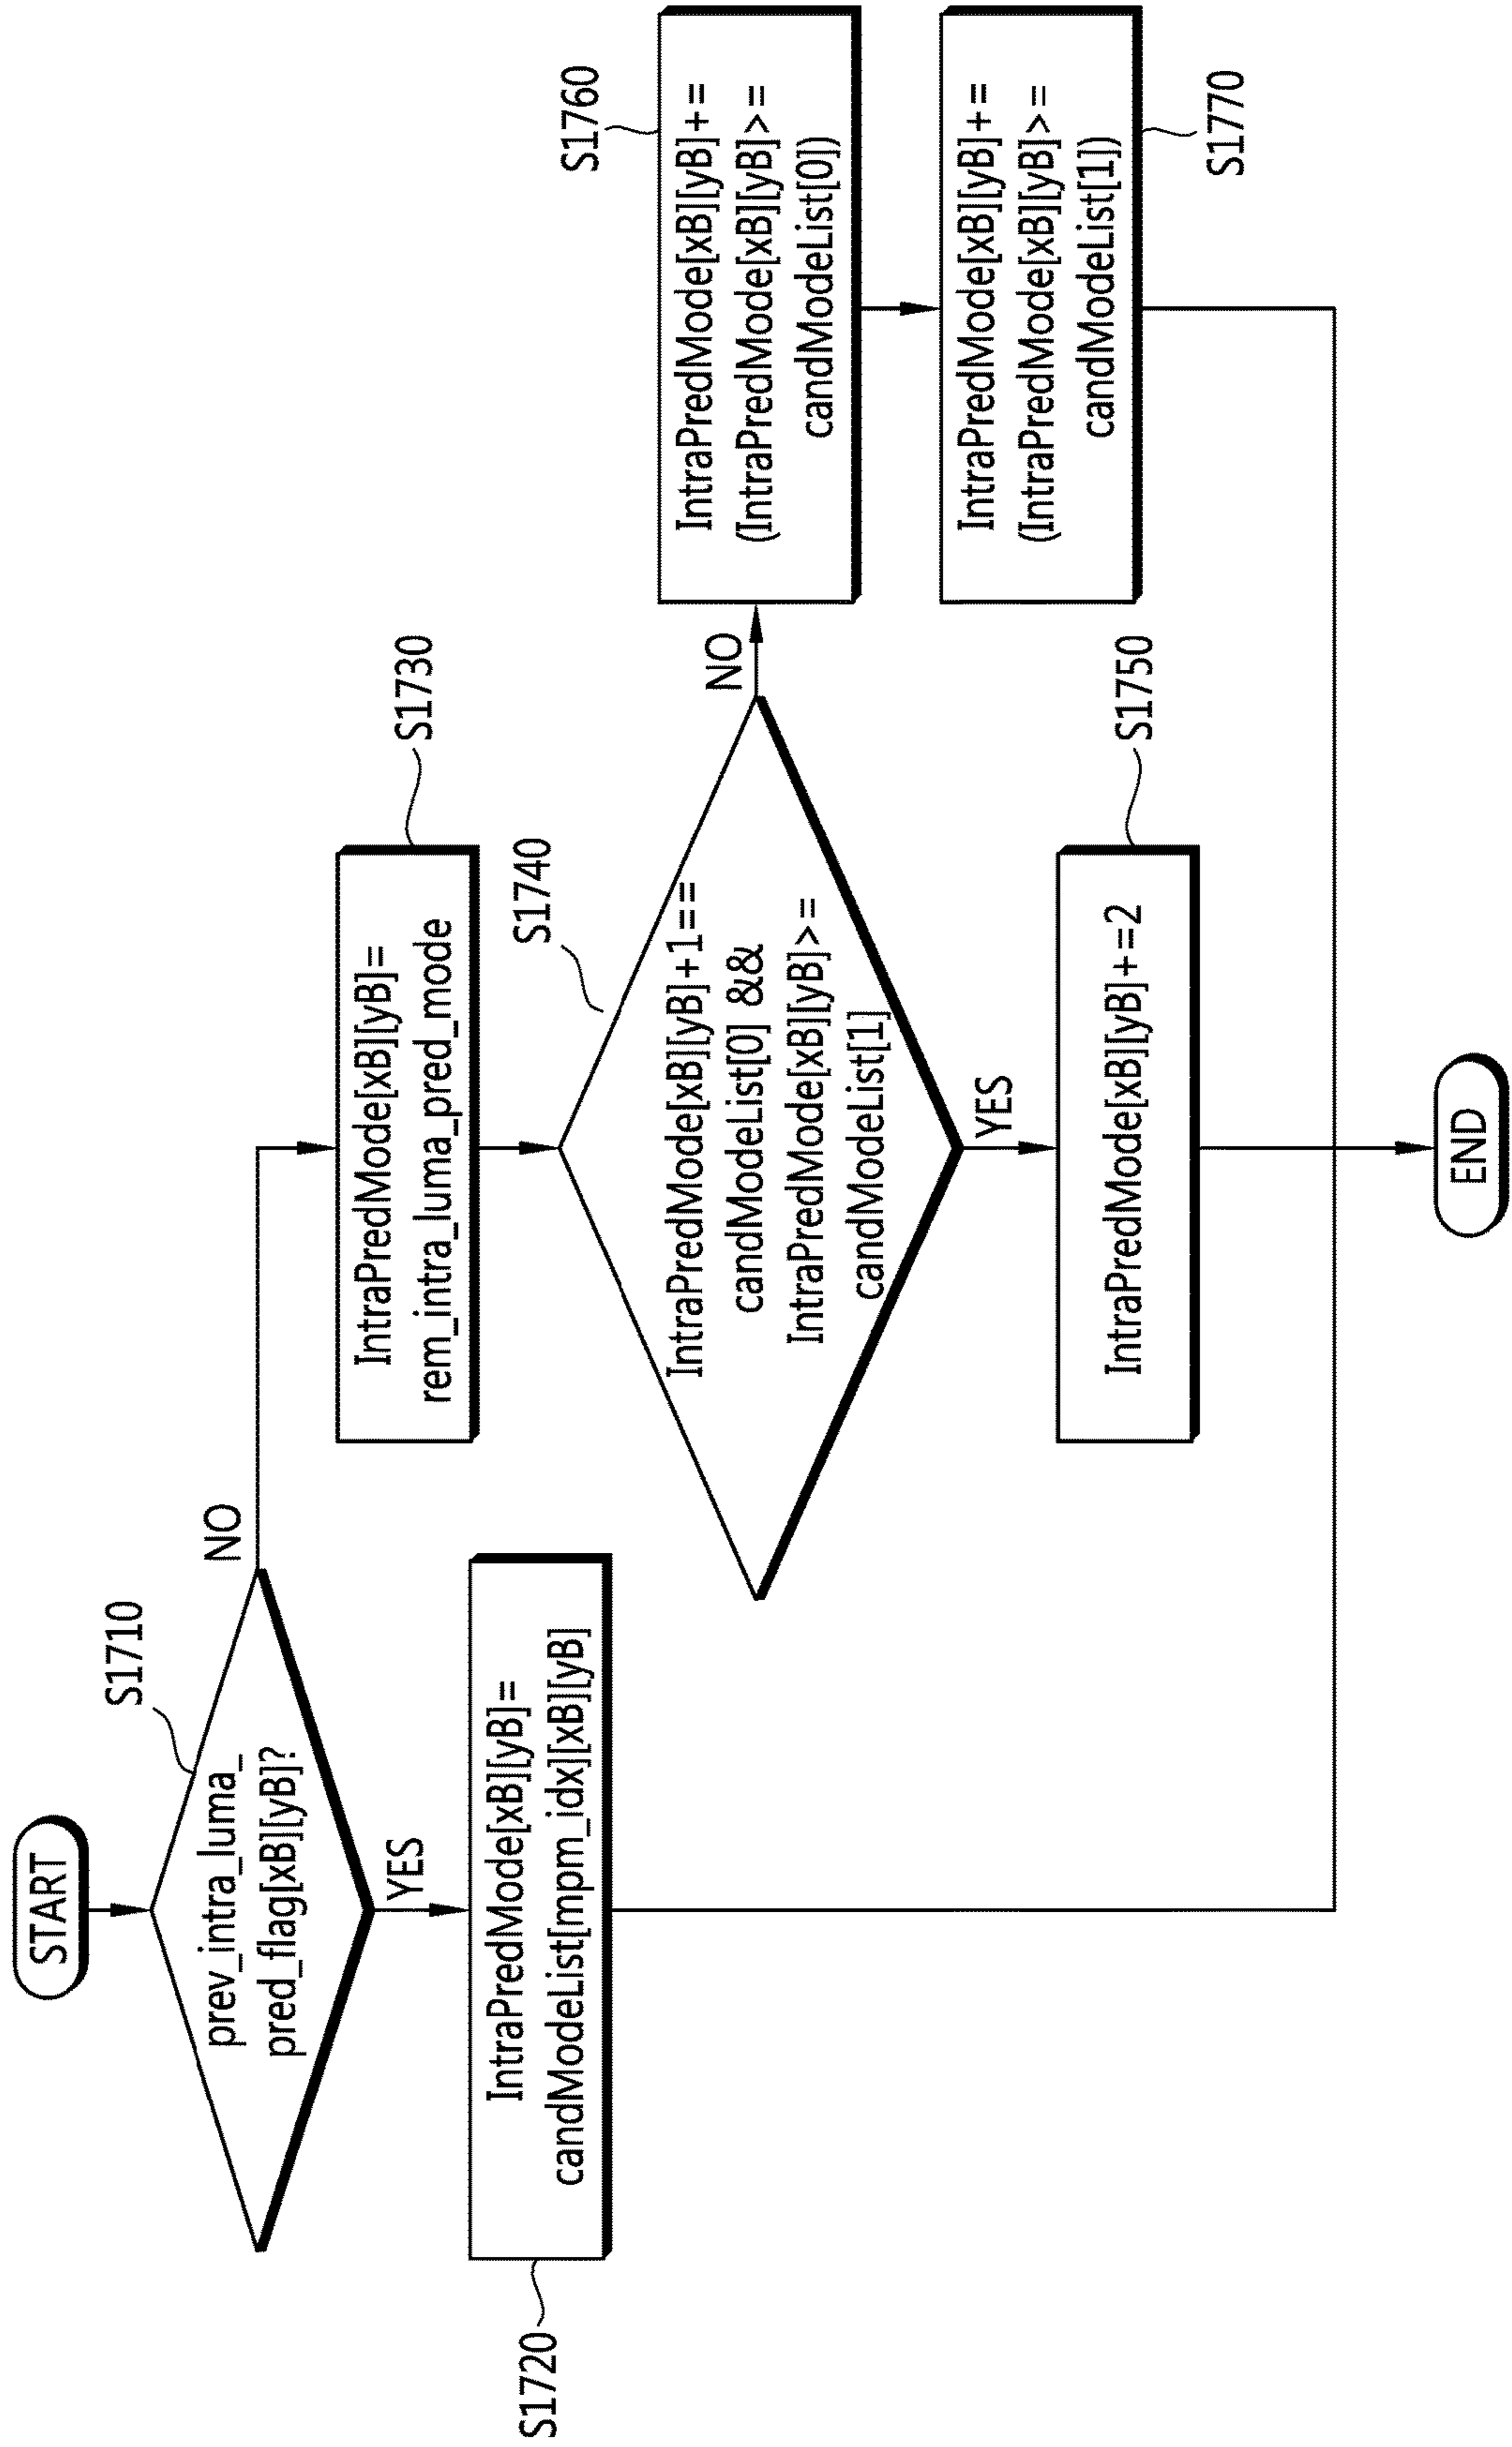 START
S1710
prev_intra_luma_
pred_flag[xB][yB]?
NO
YES
S1720
IntraPredMode[xB][yB]=
candModeList[mpm_idx][xB][yB]
S1730
IntraPredMode[xB][yB]=
rem_intra_luma_pred_mode
S1740
IntraPredMode[xB][yB]+1==
candModeList[0] &&
IntraPredMode[xB][yB]>=
candModeList[1]
NO
YES
S1750
IntraPredMode[xB][yB]+=2
S1760
IntraPredMode[xB][yB]+=
(IntraPredMode[xB][yB]>=
candModeList[0])
S1770
IntraPredMode[xB][yB]+=
(IntraPredMode[xB][yB]>=
candModeList[1])
END